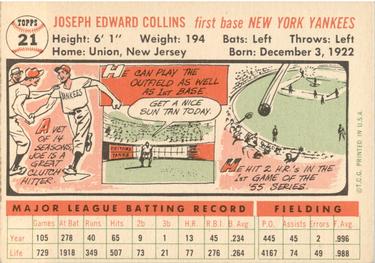 TOPPS
21
JOSEPH EDWARD COLLINS first base NEW YORK YANKEES
Height: 6' 1" Weight: 194 Bats: Left Throws: Left
Home: Union, New Jersey Born: December 3, 1922
A VET OF 14 SEASONS, JOE IS A GREAT CLUTCH HITTER.
YANKEES
HE CAN PLAY THE
OUTFIELD AS WELL
AS 1ST BASE.
GET A NICE
SUN TAN TODAY.
HE HIT 2 H.R.'S IN THE
1ST GAME OF THE
'55 SERIES.
©T.C.G. PRINTED IN U.S.A.
MAJOR LEAGUE BATTING RECORD FIELDING
Games At Bat Runs Hits 2b 3b H.R. R.B.I. B.Avg. P.O. Assists Errors F.Avg.
Year 105 278 40 65 9 1 13 45 .234 445 45 2 .996
Life 729 1918 349 507 73 21 79 299 .264 4167 74 49 .988